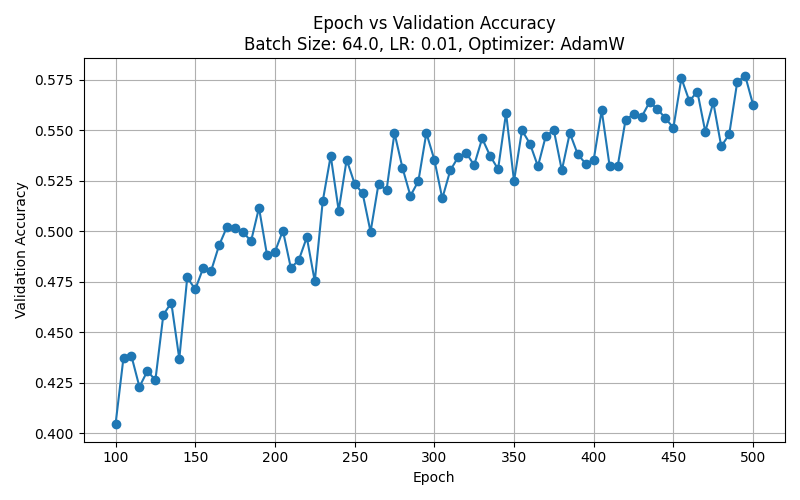 Epoch vs Validation Accuracy
Batch Size: 64.0, LR: 0.01, Optimizer: AdamW
0.575
0.550
0.525
0.500
0.475
0.450
0.425
0.400
Validation Accuracy
100 150 200 250 300 350 400 450 500
Epoch